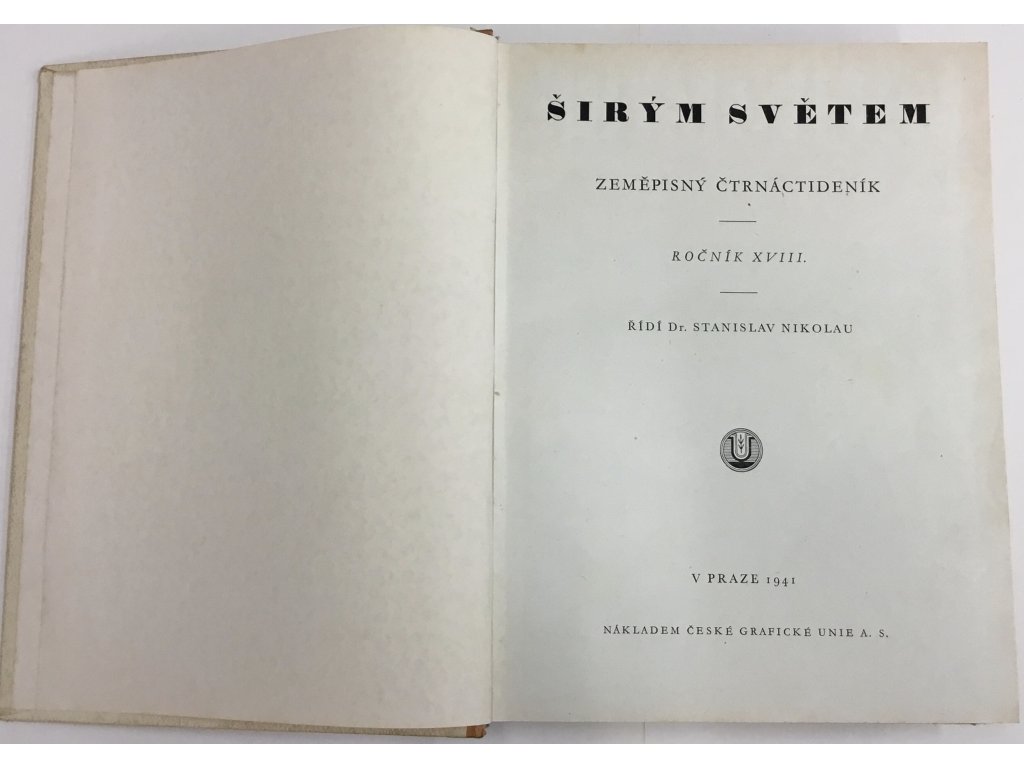 ŠIRÝM SVĚTEM
ZEMĚPISNÝ ČTRNÁCTIDENÍK
ROČNÍK XVIII.
ŘÍDÍ Dr. STANISLAV NIKOLAU
U
V PRAZE 1941
NÁKLADEM ČESKÉ GRAFICKÉ UNIE A. S.